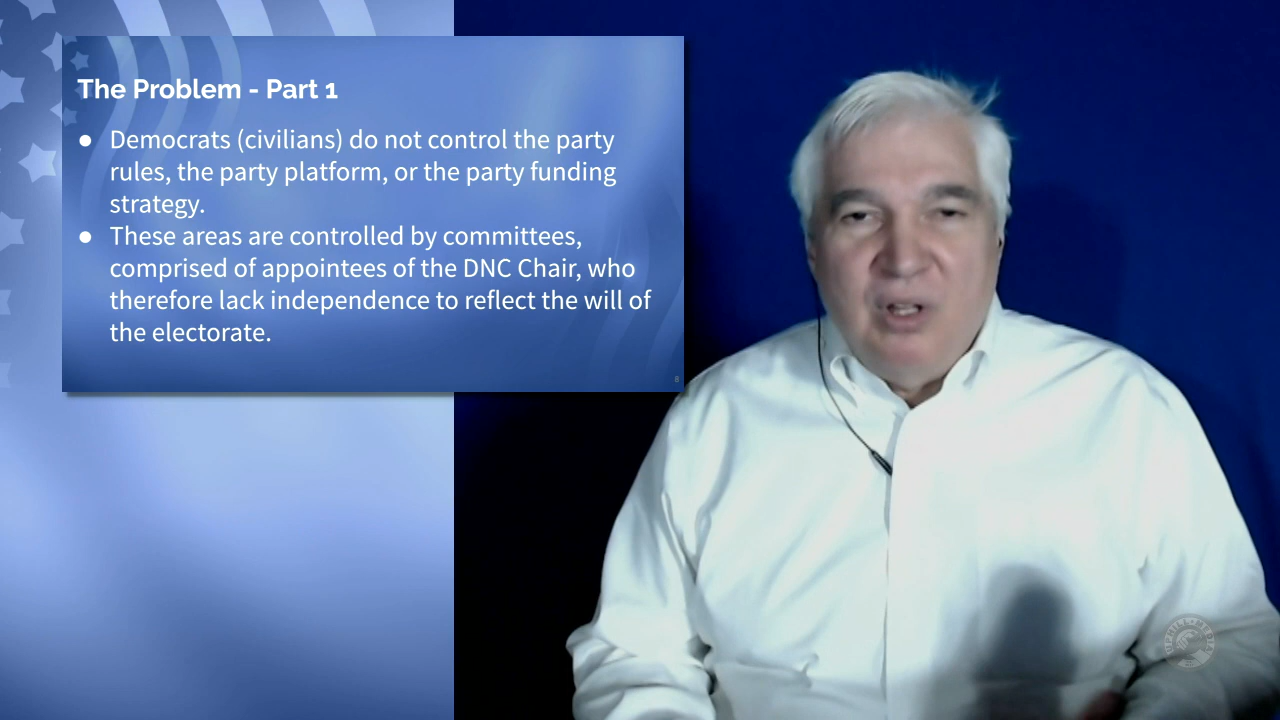 The Problem - Part 1
● Democrats (civilians) do not control the party
rules, the party platform, or the party funding
strategy.
● These areas are controlled by committees,
comprised of appointees of the DNC Chair, who
therefore lack independence to reflect the will of
the electorate.
8